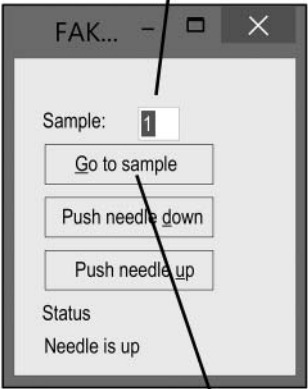 FAK...
Sample: 1
Go to sample
Push needle down
Push needle up
Status
Needle is up